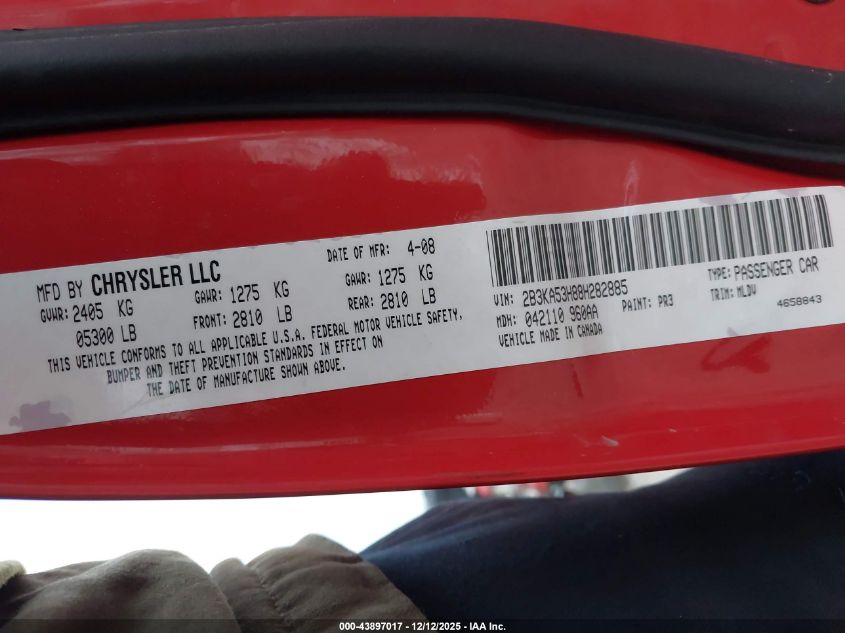 MFD BY CHRYSLER LLC
DATE OF MFR: 4-08
GVWR: 2405 KG
GAWR: 1275 KG
GAWR: 1275 KG
05300 LB
FRONT: 2810 LB
REAR: 2810 LB
THIS VEHICLE CONFORMS TO ALL APPLICABLE U.S.A. FEDERAL MOTOR VEHICLE SAFETY,
BUMPER AND THEFT PREVENTION STANDARDS IN EFFECT ON
THE DATE OF MANUFACTURE SHOWN ABOVE.
VIN: 2B3KA53H88H282885
TYPE: PASSENGER CAR
MDH: 042110 960AA
PAINT: PR3
TRIM: MLDV
VEHICLE MADE IN CANADA
4658843
000-43897017 • 12/12/2025 • IAA Inc.